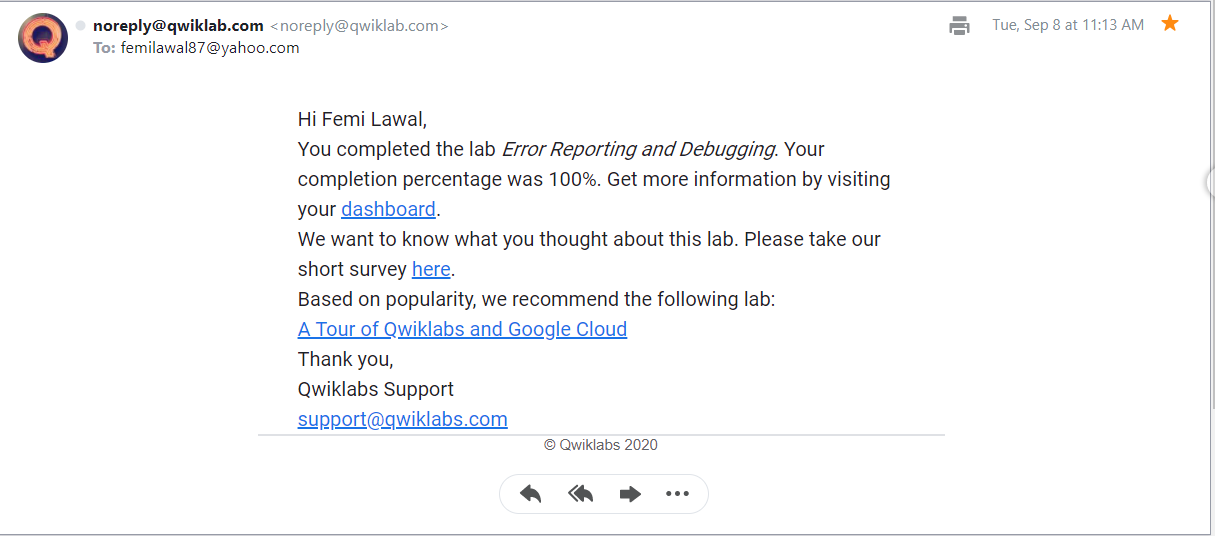 Q
noreply@qwiklab.com <noreply@qwiklab.com>
Tue, Sep 8 at 11:13 AM
To: femilawal87@yahoo.com
Hi Femi Lawal,
You completed the lab Error Reporting and Debugging. Your
completion percentage was 100%. Get more information by visiting
your dashboard.
We want to know what you thought about this lab. Please take our
short survey here.
Based on popularity, we recommend the following lab:
A Tour of Qwiklabs and Google Cloud
Thank you,
Qwiklabs Support
support@qwiklabs.com
© Qwiklabs 2020